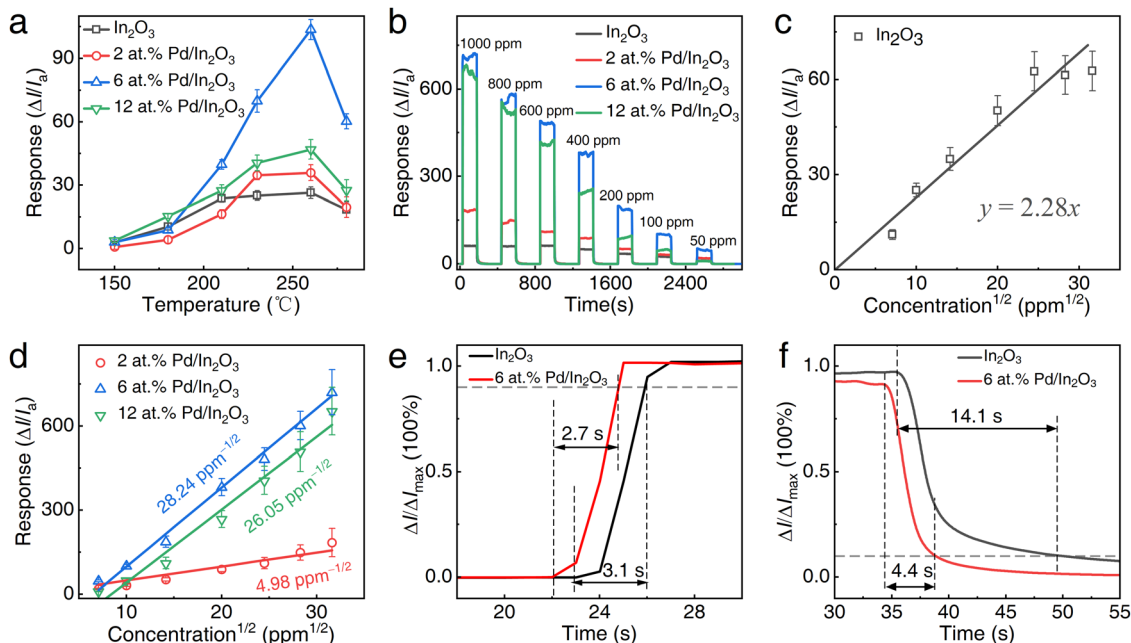 a
In₂O₃
2 at.% Pd/In₂O₃
6 at.% Pd/In₂O₃
12 at.% Pd/In₂O₃
Response (ΔI/Iₐ)
90
60
30
0
150 200 250
Temperature (℃)
b
In₂O₃
2 at.% Pd/In₂O₃
6 at.% Pd/In₂O₃
12 at.% Pd/In₂O₃
1000 ppm
800 ppm
600 ppm
400 ppm
200 ppm
100 ppm
50 ppm
Response (ΔI/Iₐ)
900
600
300
0
0 800 1600 2400
Time(s)
c
In₂O₃
y = 2.28x
Response (ΔI/Iₐ)
60
30
0
0 10 20 30
Concentration¹/² (ppm¹/²)
d
2 at.% Pd/In₂O₃
6 at.% Pd/In₂O₃
12 at.% Pd/In₂O₃
28.24 ppm⁻¹/²
26.05 ppm⁻¹/²
4.98 ppm⁻¹/²
Response (ΔI/Iₐ)
600
300
0
10 20 30
Concentration¹/² (ppm¹/²)
e
In₂O₃
6 at.% Pd/In₂O₃
2.7 s
3.1 s
ΔI/ΔIₘₐₓ (100%)
1.0
0.5
0.0
20 24 28
Time (s)
f
In₂O₃
6 at.% Pd/In₂O₃
14.1 s
4.4 s
ΔI/ΔIₘₐₓ (100%)
1.0
0.5
0.0
30 35 40 45 50 55
Time (s)